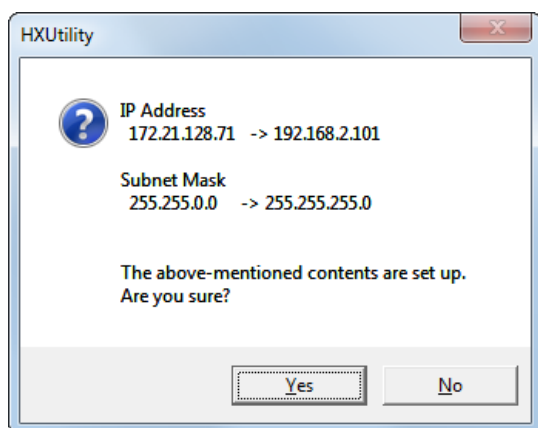 HXUtility
IP Address
172.21.128.71 -> 192.168.2.101
Subnet Mask
255.255.0.0 -> 255.255.255.0
The above-mentioned contents are set up.
Are you sure?
Yes No